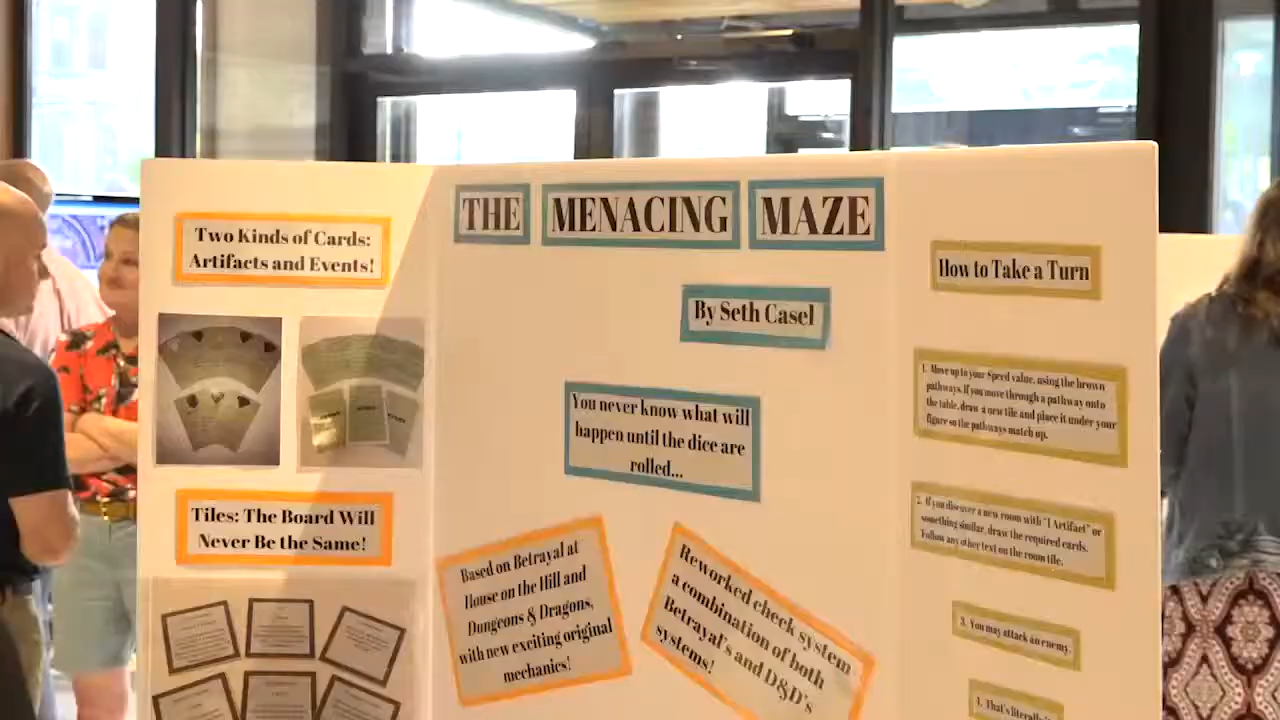 THE MENACING MAZE
By Seth Casel
Two Kinds of Cards:
Artifacts and Events!
Tiles: The Board Will
Never Be the Same!
You never know what will
happen until the dice are
rolled...
Based on Betrayal at
House on the Hill and
Dungeons & Dragons,
with new exciting original
mechanics!
Reworked check system
a combination of both
Betrayal's and D&D's
systems!
How to Take a Turn
1. Move up to your Speed value, using the brown
pathways. If you move through a pathway onto
the table, draw a new tile and place it under your
figure so the pathways match up.
2. If you discover a new room with "1 Artifact" or
something similar, draw the required cards.
Follow any other text on the room tile.
3. You may attack an enemy.
4. That's literally